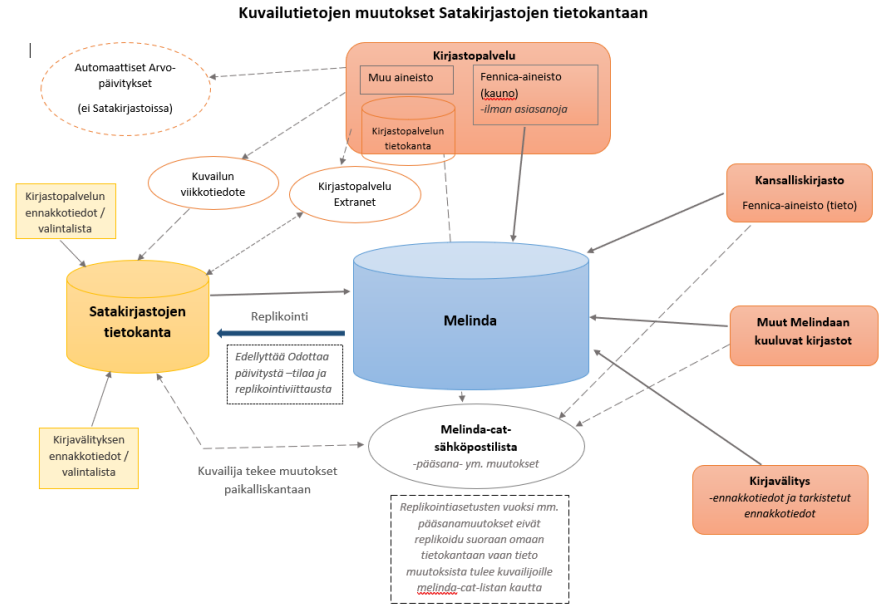 Kuvailutietojen muutokset Satakirjastojen tietokantaan
Automaattiset Arvo-
päivitykset
(ei Satakirjastoissa)
Kirjastopalvelu
Muu aineisto
Fennica-aineisto
(kauno)
-ilman asiasanoja
Kirjastopalvelun
tietokanta
Kuvailun
viikkotiedote
Kirjastopalvelu
Extranet
Kirjastopalvelun
ennakkotiedot /
valintalista
Kansalliskirjasto
Fennica-aineisto (tieto)
Satakirjastojen
tietokanta
Replikointi
Melinda
Muut Melindaan
kuuluvat kirjastot
Edellyttää Odottaa
päivitystä –tilaa ja
replikointiviittausta
Kirjavälityksen
ennakkotiedot /
valintalista
Kuvailija tekee muutokset
paikalliskantaan
Melinda-cat-
sähköpostilista
-pääsana- ym. muutokset
Kirjavälitys
-ennakkotiedot ja tarkistetut
ennakkotiedot
Replikointiasetusten vuoksi mm.
pääsanamuutokset eivät
replikoidu suoraan omaan
tietokantaan vaan tieto
muutoksista tulee kuvailijoille
melinda-cat-listan kautta